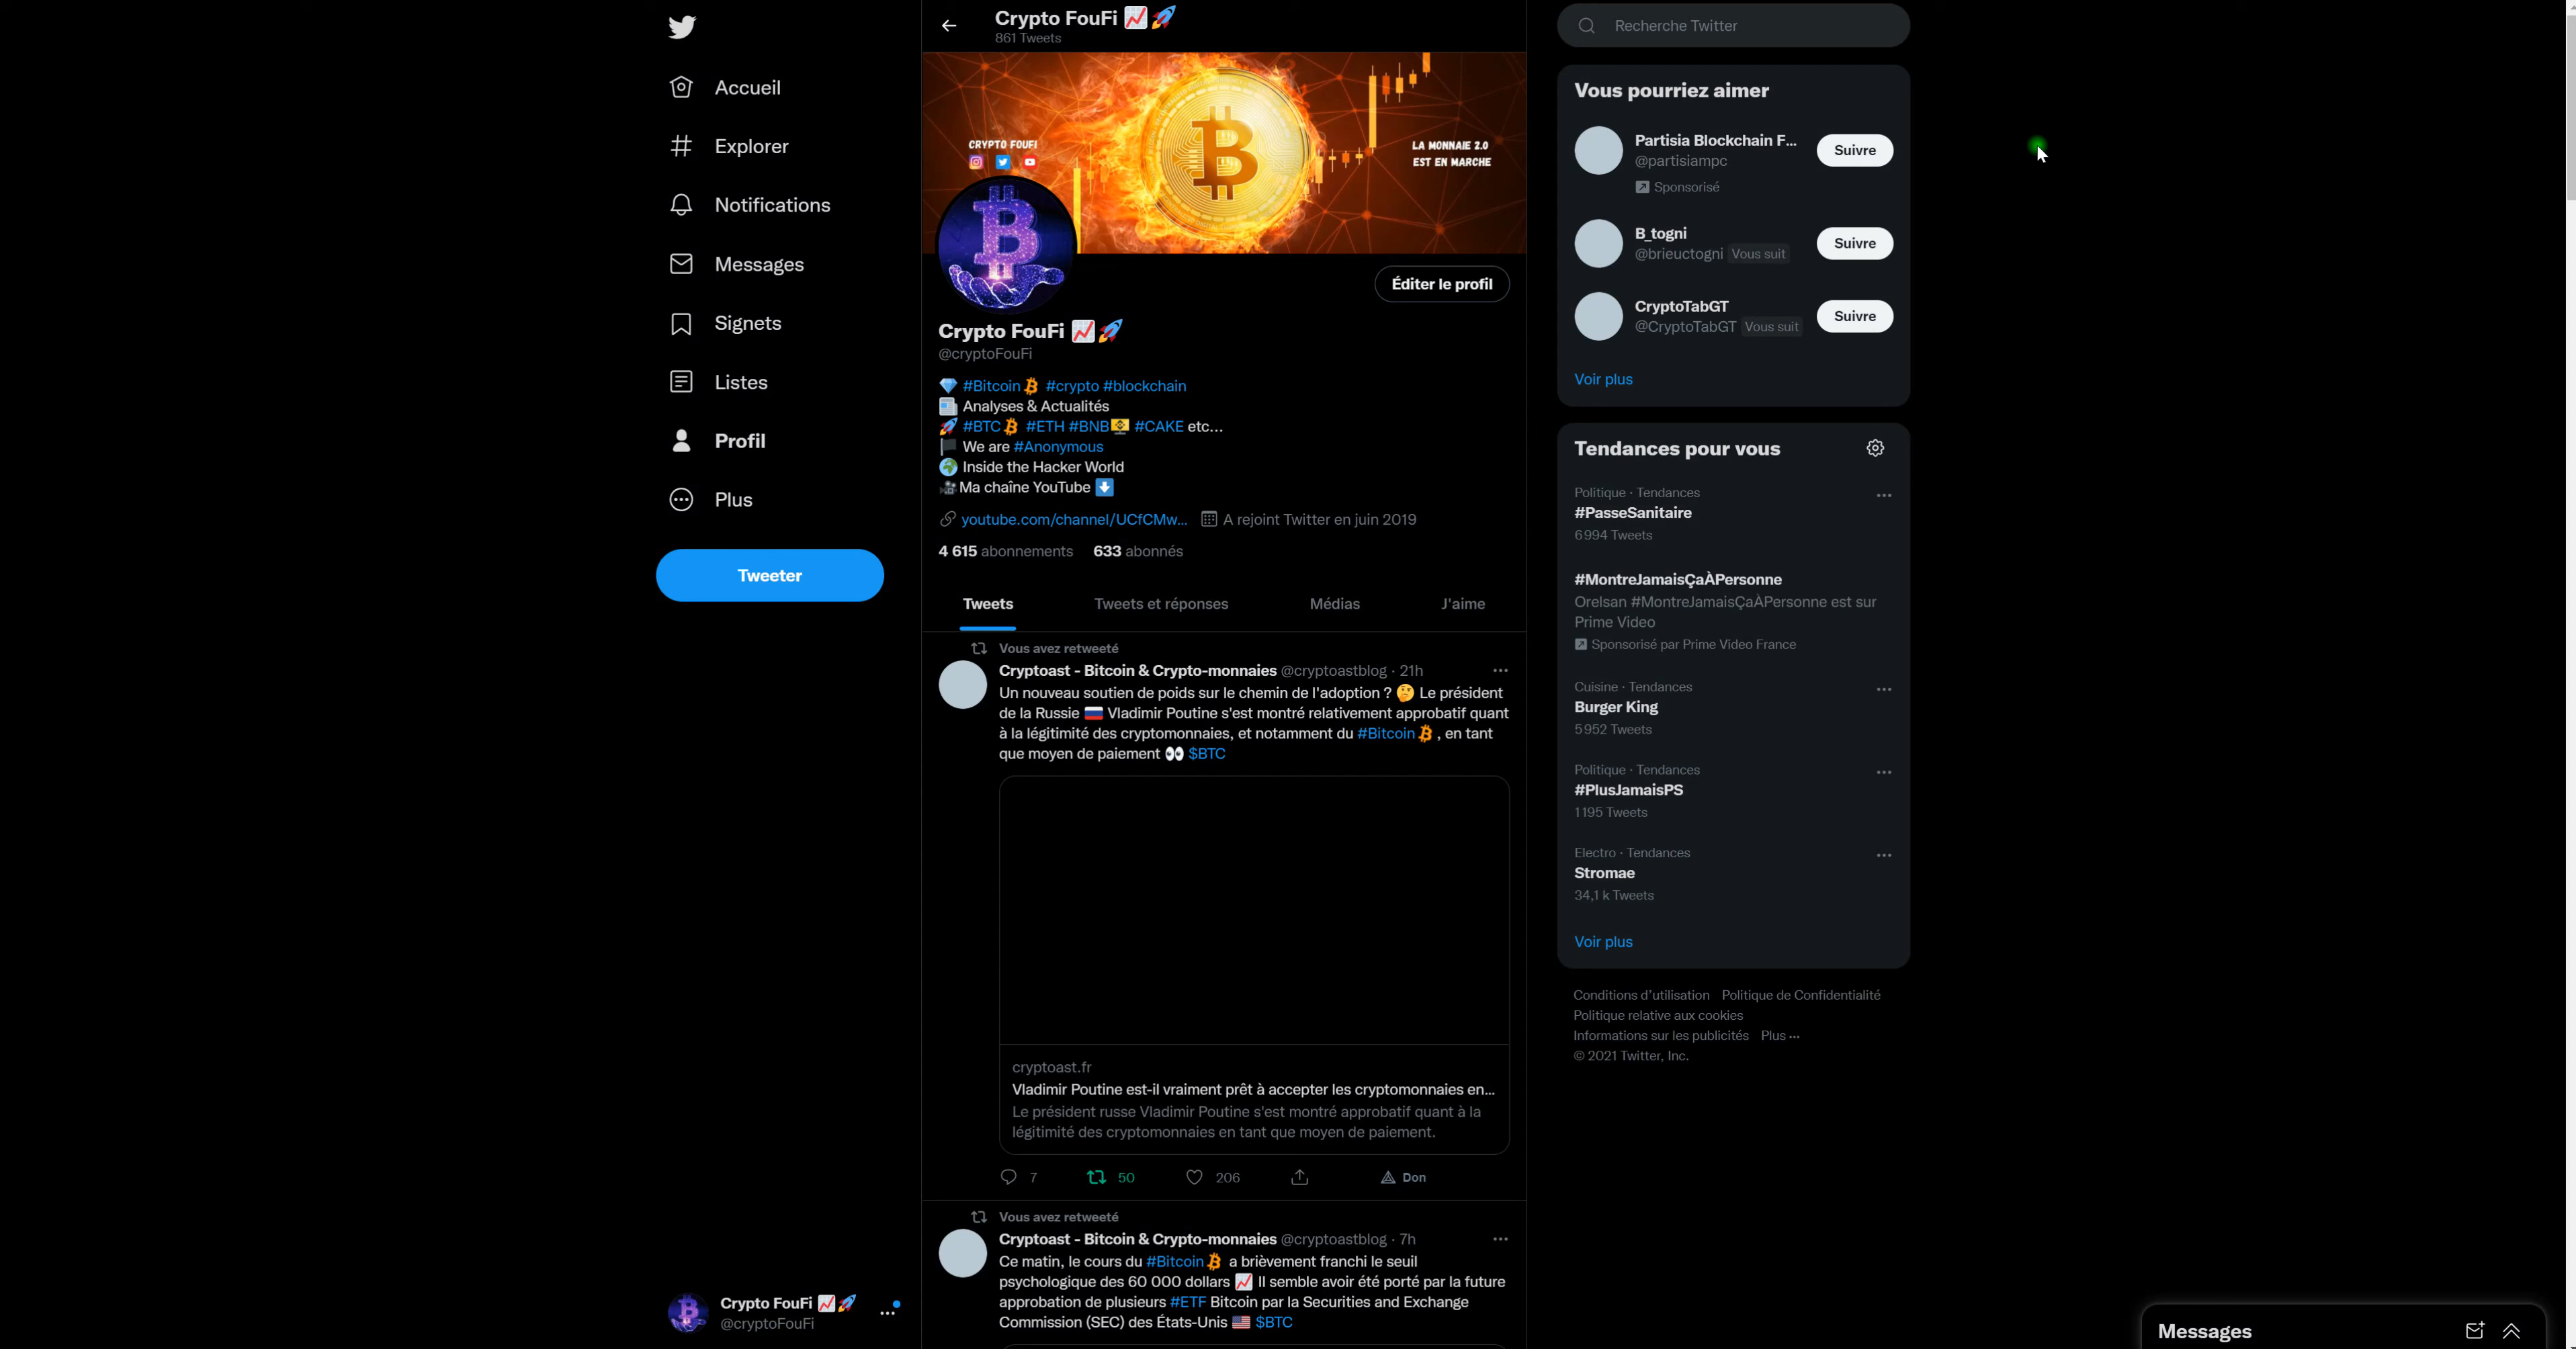 Accueil
Explorer
Notifications
Messages
Signets
Listes
Profil
Plus
Tweeter
Crypto FouFi 📈🚀
@cryptoFouFi
Crypto FouFi 📈🚀
861 Tweets
CRYPTO FOUFI
LA MONNAIE 2.0
EST EN MARCHE
Éditer le profil
Crypto FouFi 📈🚀
@cryptoFouFi
💎 #Bitcoin #crypto #blockchain
📰 Analyses & Actualités
🚀 #BTC #ETH #BNB #CAKE etc...
🏴 We are #Anonymous
🌍 Inside the Hacker World
🎥 Ma chaîne YouTube ⬇️
youtube.com/channel/UCfCMw... A rejoint Twitter en juin 2019
4 615 abonnements 633 abonnés
Tweets Tweets et réponses Médias J'aime
Vous avez retweeté
Cryptoast - Bitcoin & Crypto-monnaies @cryptoastblog · 21h
Un nouveau soutien de poids sur le chemin de l'adoption ? 🤔 Le président
de la Russie 🇷🇺 Vladimir Poutine s'est montré relativement approbatif quant
à la légitimité des cryptomonnaies, et notamment du #Bitcoin , en tant
que moyen de paiement 👀 $BTC
cryptoast.fr
Vladimir Poutine est-il vraiment prêt à accepter les cryptomonnaies en...
Le président russe Vladimir Poutine s'est montré approbatif quant à la
légitimité des cryptomonnaies en tant que moyen de paiement.
7 50 206 Don
Vous avez retweeté
Cryptoast - Bitcoin & Crypto-monnaies @cryptoastblog · 7h
Ce matin, le cours du #Bitcoin a brièvement franchi le seuil
psychologique des 60 000 dollars 📈 Il semble avoir été porté par la future
approbation de plusieurs #ETF Bitcoin par la Securities and Exchange
Commission (SEC) des États-Unis 🇺🇸 $BTC
Recherche Twitter
Vous pourriez aimer
Partisia Blockchain F...
@partisiampc
Suivre
Sponsorisé
B_togni
@brieuctogni Vous suit
Suivre
CryptoTabGT
@CryptoTabGT Vous suit
Suivre
Voir plus
Tendances pour vous
Politique · Tendances
#PasseSanitaire
6 994 Tweets
#MontreJamaisÇaÀPersonne
Orelsan #MontreJamaisÇaÀPersonne est sur
Prime Video
Sponsorisé par Prime Video France
Cuisine · Tendances
Burger King
5 952 Tweets
Politique · Tendances
#PlusJamaisPS
1 195 Tweets
Electro · Tendances
Stromae
34,1 k Tweets
Voir plus
Conditions d'utilisation Politique de Confidentialité
Politique relative aux cookies
Informations sur les publicités Plus ...
© 2021 Twitter, Inc.
Messages